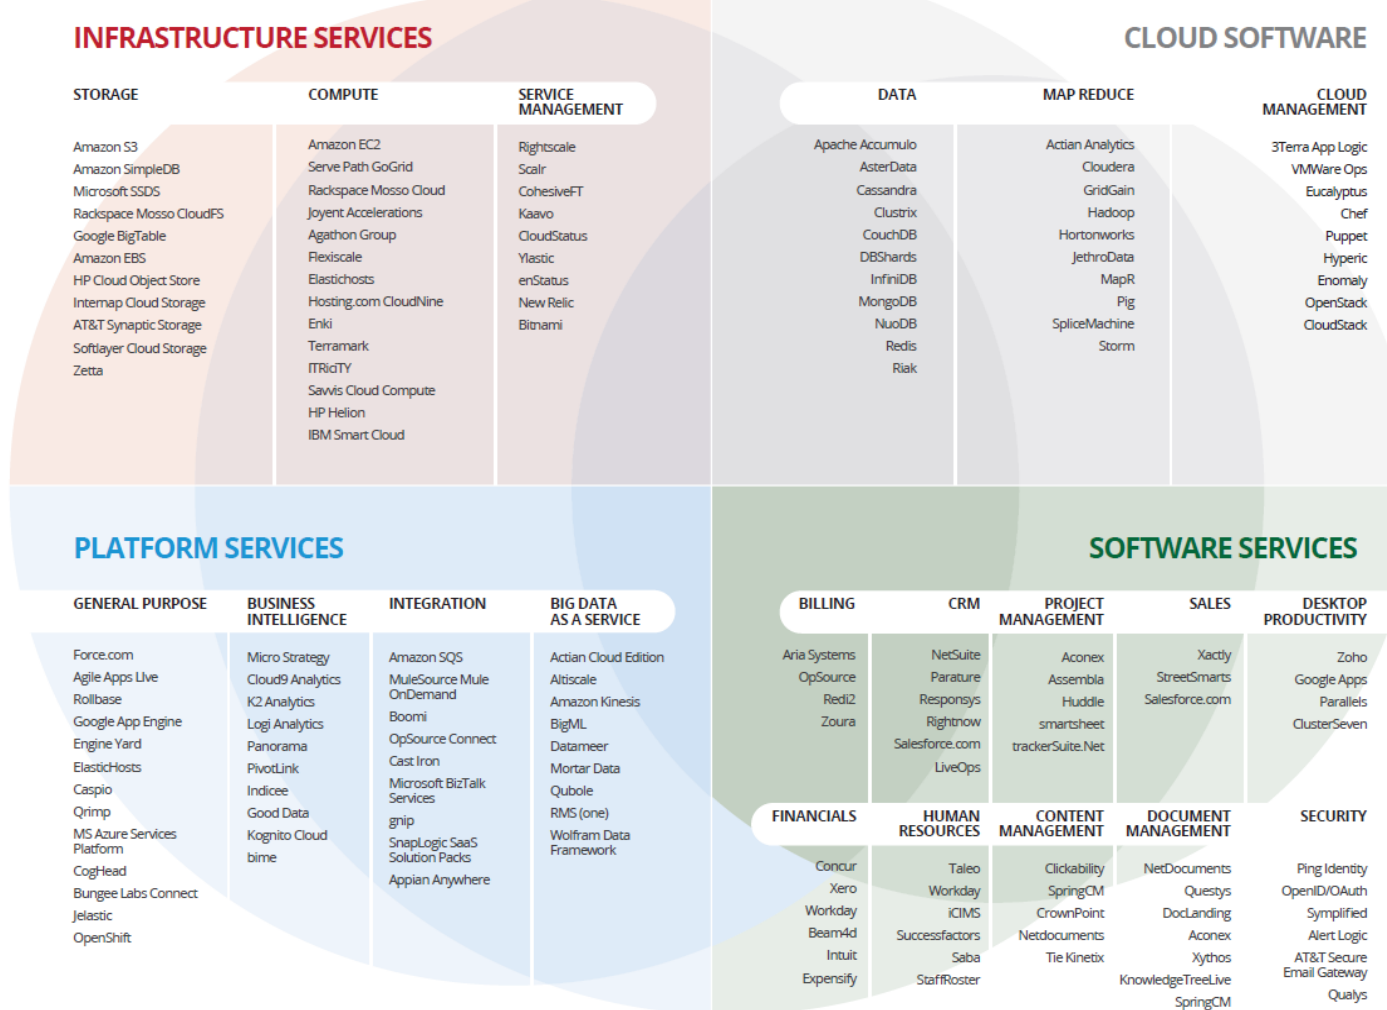 INFRASTRUCTURE SERVICES
STORAGE
Amazon S3
Amazon SimpleDB
Microsoft SSDS
Rackspace Mosso CloudFS
Google BigTable
Amazon EBS
HP Cloud Object Store
Internap Cloud Storage
AT&T Synaptic Storage
Softlayer Cloud Storage
Zetta
COMPUTE
Amazon EC2
Serve Path GoGrid
Rackspace Mosso Cloud
Joyent Accelerations
Agathon Group
Flexiscale
Elastichosts
Hosting.com CloudNine
Enki
Terramark
ITRiciTY
Savvis Cloud Compute
HP Helion
IBM Smart Cloud
SERVICE
MANAGEMENT
Rightscale
Scalr
CohesiveFT
Kaavo
CloudStatus
Ylastic
enStatus
New Relic
Bitnami
CLOUD SOFTWARE
DATA
Apache Accumulo
AsterData
Cassandra
Clustrix
CouchDB
DBShards
InfiniDB
MongoDB
NuoDB
Redis
Riak
MAP REDUCE
Actian Analytics
Cloudera
GridGain
Hadoop
Hortonworks
JethroData
MapR
Pig
SpliceMachine
Storm
CLOUD
MANAGEMENT
3Terra App Logic
VMWare Ops
Eucalyptus
Chef
Puppet
Hyperic
Enomaly
OpenStack
CloudStack
PLATFORM SERVICES
GENERAL PURPOSE
Force.com
Agile Apps LIve
Rollbase
Google App Engine
Engine Yard
ElasticHosts
Caspio
Qrimp
MS Azure Services
Platform
CogHead
Bungee Labs Connect
Jelastic
OpenShift
BUSINESS
INTELLIGENCE
Micro Strategy
Cloud9 Analytics
K2 Analytics
Logi Analytics
Panorama
PivotLink
Indicee
Good Data
Kognito Cloud
bime
INTEGRATION
Amazon SQS
MuleSource Mule
OnDemand
Boomi
OpSource Connect
Cast Iron
Microsoft BizTalk
Services
gnip
SnapLogic SaaS
Solution Packs
Appian Anywhere
BIG DATA
AS A SERVICE
Actian Cloud Edition
Altiscale
Amazon Kinesis
BigML
Datameer
Mortar Data
Qubole
RMS (one)
Wolfram Data
Framework
SOFTWARE SERVICES
BILLING
Aria Systems
OpSource
Redi2
Zoura
CRM
NetSuite
Parature
Responsys
Rightnow
Salesforce.com
LiveOps
PROJECT
MANAGEMENT
Aconex
Assembla
Huddle
smartsheet
trackerSuite.Net
SALES
Xactly
StreetSmarts
Salesforce.com
DESKTOP
PRODUCTIVITY
Zoho
Google Apps
Parallels
ClusterSeven
FINANCIALS
Concur
Xero
Workday
Beam4d
Intuit
Expensify
HUMAN
RESOURCES
Taleo
Workday
iCIMS
Successfactors
Saba
StaffRoster
CONTENT
MANAGEMENT
Clickability
SpringCM
CrownPoint
Netdocuments
Tie Kinetix
DOCUMENT
MANAGEMENT
NetDocuments
Questys
DocLanding
Aconex
Xythos
KnowledgeTreeLive
SpringCM
SECURITY
Ping Identity
OpenID/OAuth
Symplified
Alert Logic
AT&T Secure
Email Gateway
Qualys